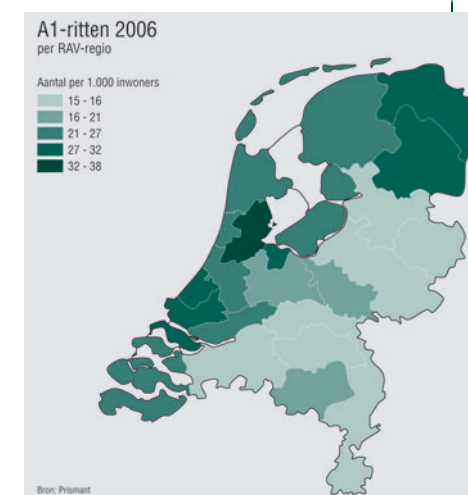 A1-ritten 2006
per RAV-regio
Aantal per 1.000 inwoners
15 - 16
16 - 21
21 - 27
27 - 32
32 - 38
Bron: Prismant